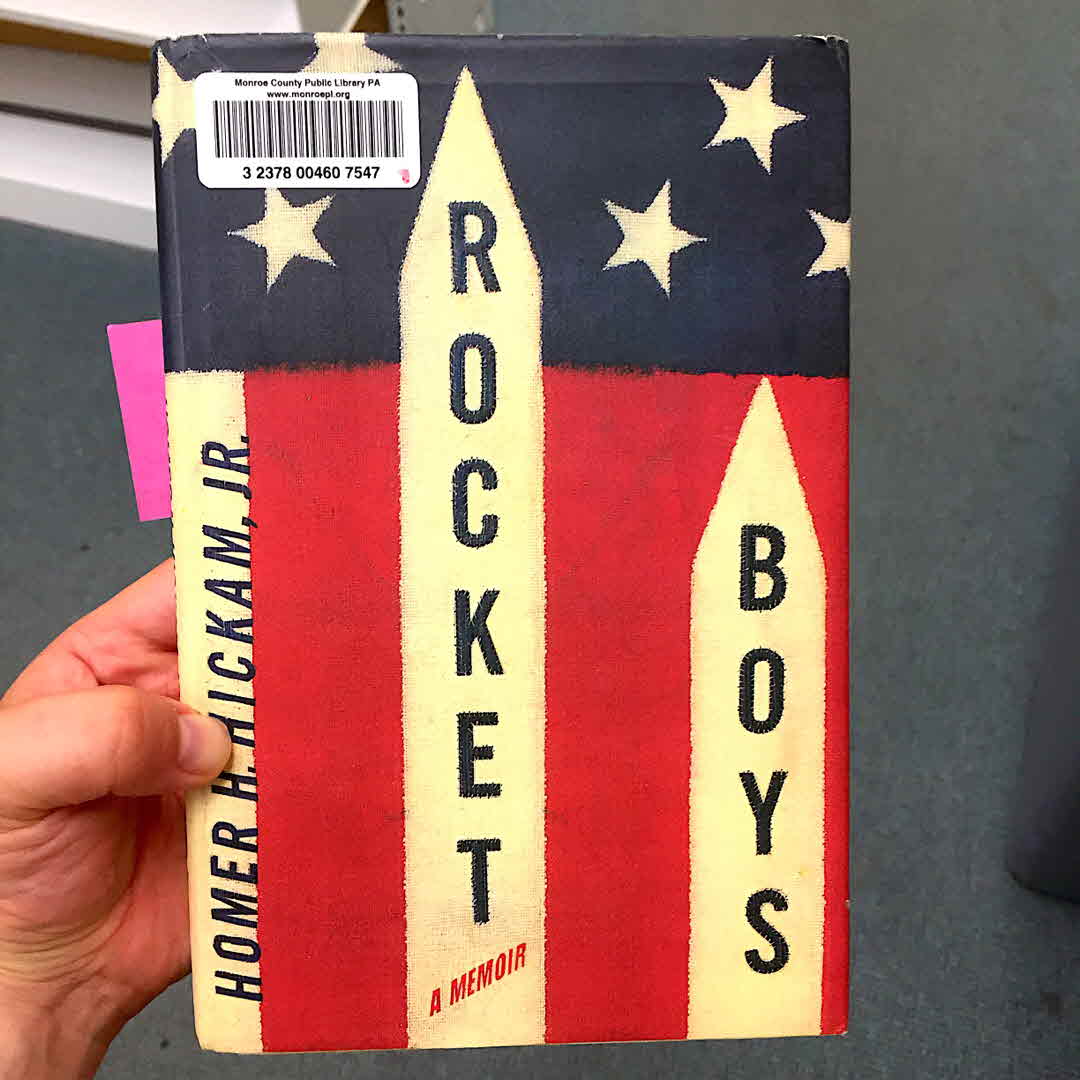 Monroe County Public Library PA
www.monroepl.org
3 2378 00460 7547
ROCKET
BOYS
A MEMOIR
HOMER H. HICKAM, JR.